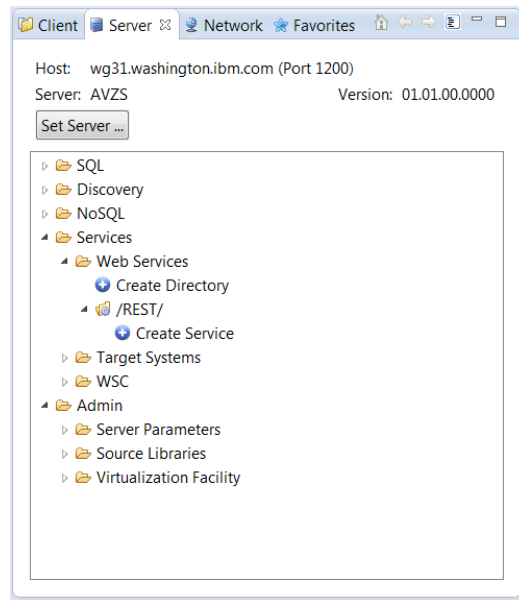 Client Server Network Favorites
Host: wg31.washington.ibm.com (Port 1200)
Server: AVZS Version: 01.01.00.0000
Set Server ...
SQL
Discovery
NoSQL
Services
Web Services
Create Directory
/REST/
Create Service
Target Systems
WSC
Admin
Server Parameters
Source Libraries
Virtualization Facility